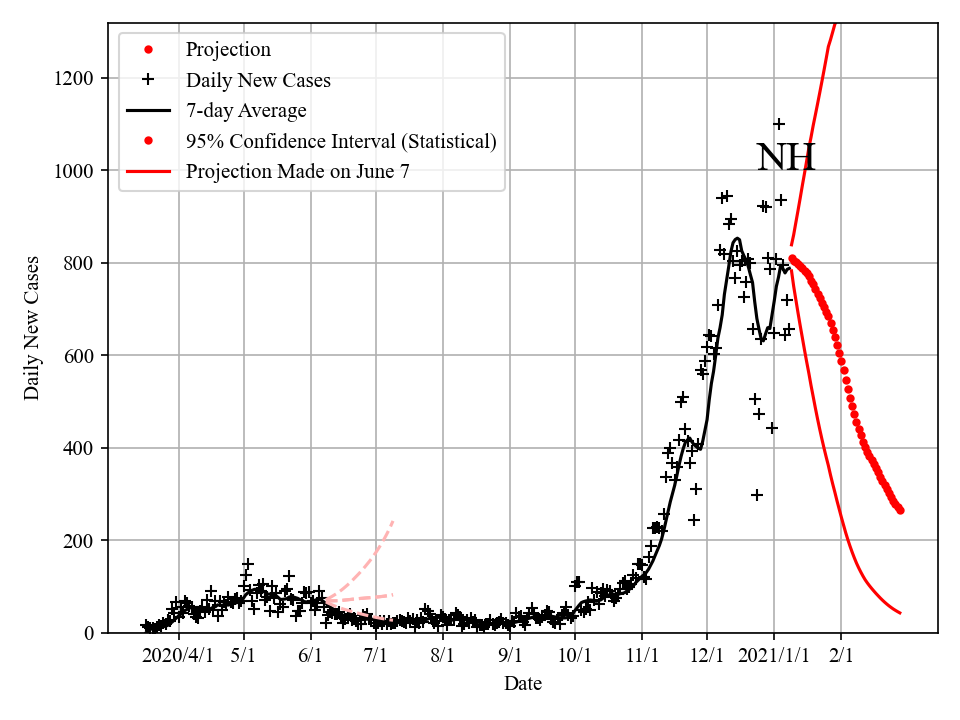 Projection
Daily New Cases
7-day Average
95% Confidence Interval (Statistical)
Projection Made on June 7
NH
1200
1000
800
600
400
200
0
Daily New Cases
2020/4/1 5/1 6/1 7/1 8/1 9/1 10/1 11/1 12/1 2021/1/1 2/1
Date